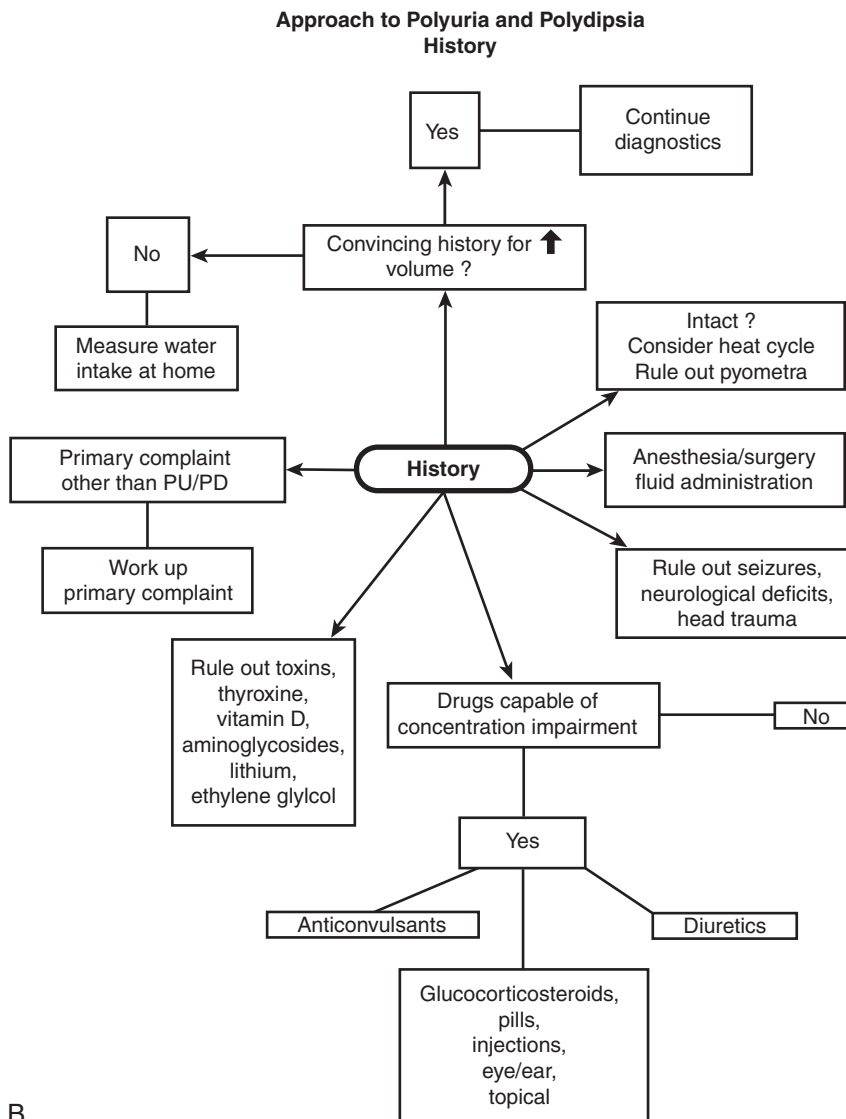 Approach to Polyuria and Polydipsia
History
Yes
Continue
diagnostics
No
Convincing history for
volume ?
Measure water
intake at home
Intact ?
Consider heat cycle
Rule out pyometra
Primary complaint
other than PU/PD
History
Anesthesia/surgery
fluid administration
Work up
primary complaint
Rule out seizures,
neurological deficits,
head trauma
Rule out toxins,
thyroxine,
vitamin D,
aminoglycosides,
lithium,
ethylene glylcol
Drugs capable of
concentration impairment
No
Yes
Anticonvulsants
Diuretics
Glucocorticosteroids,
pills,
injections,
eye/ear,
topical
B